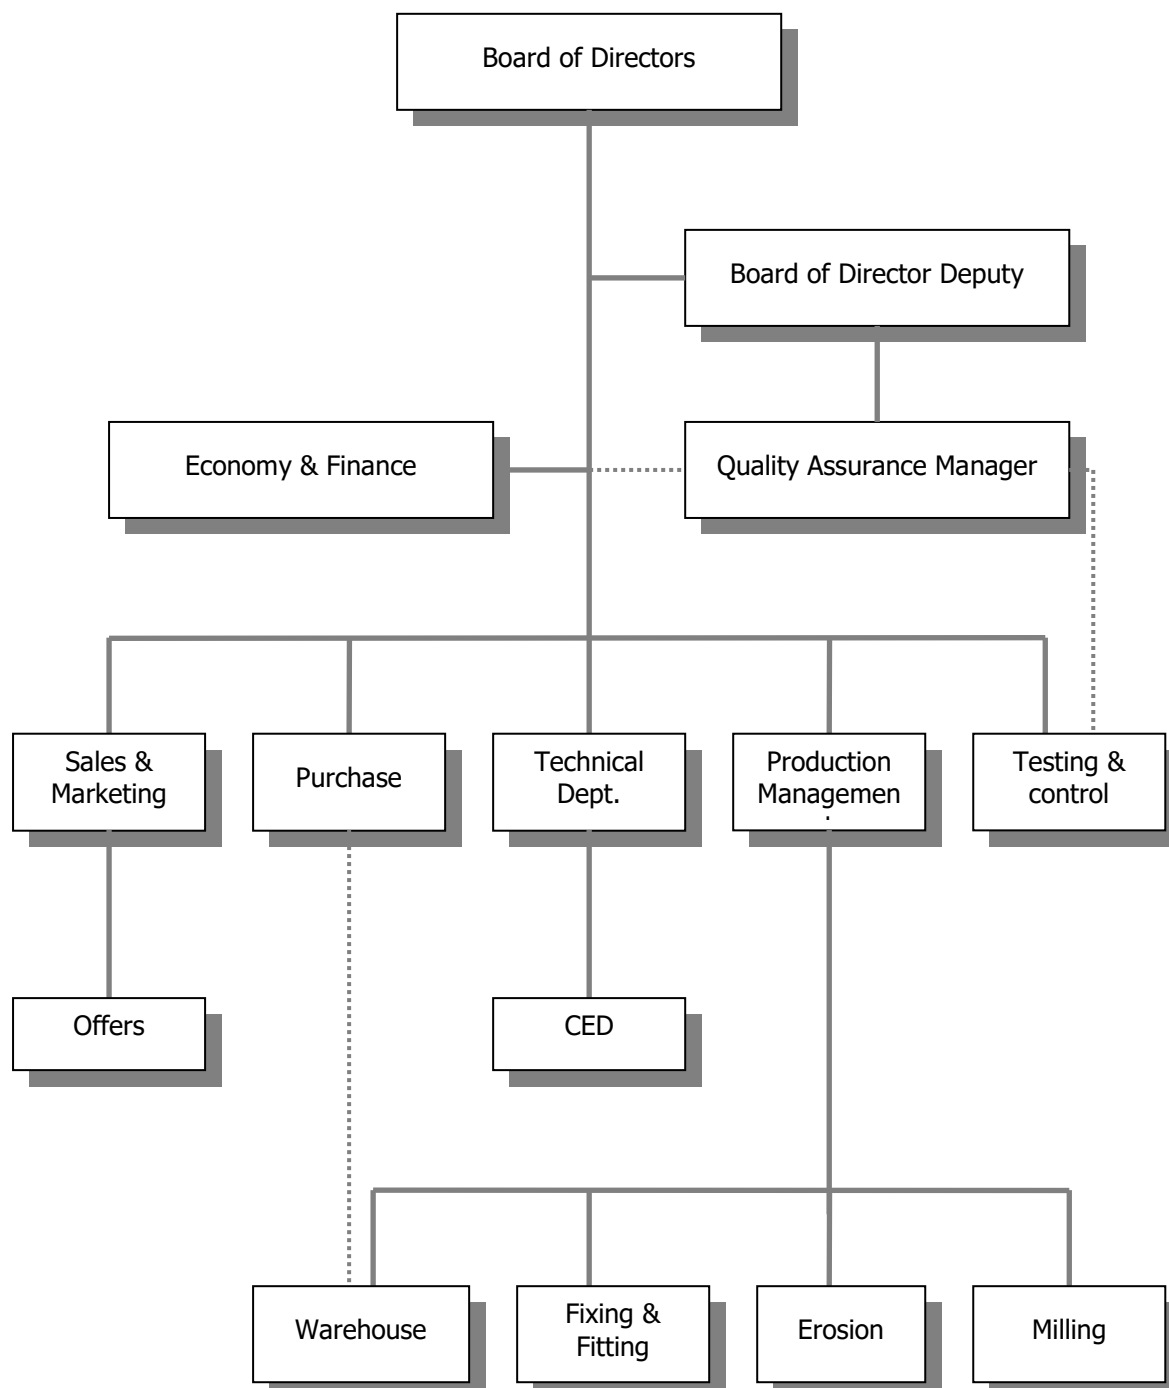 Board of Directors
Board of Director Deputy
Economy & Finance
Quality Assurance Manager
Sales &
Marketing
Purchase
Technical
Dept.
Production
Managemen
Testing &
control
Offers
CED
Warehouse
Fixing &
Fitting
Erosion
Milling